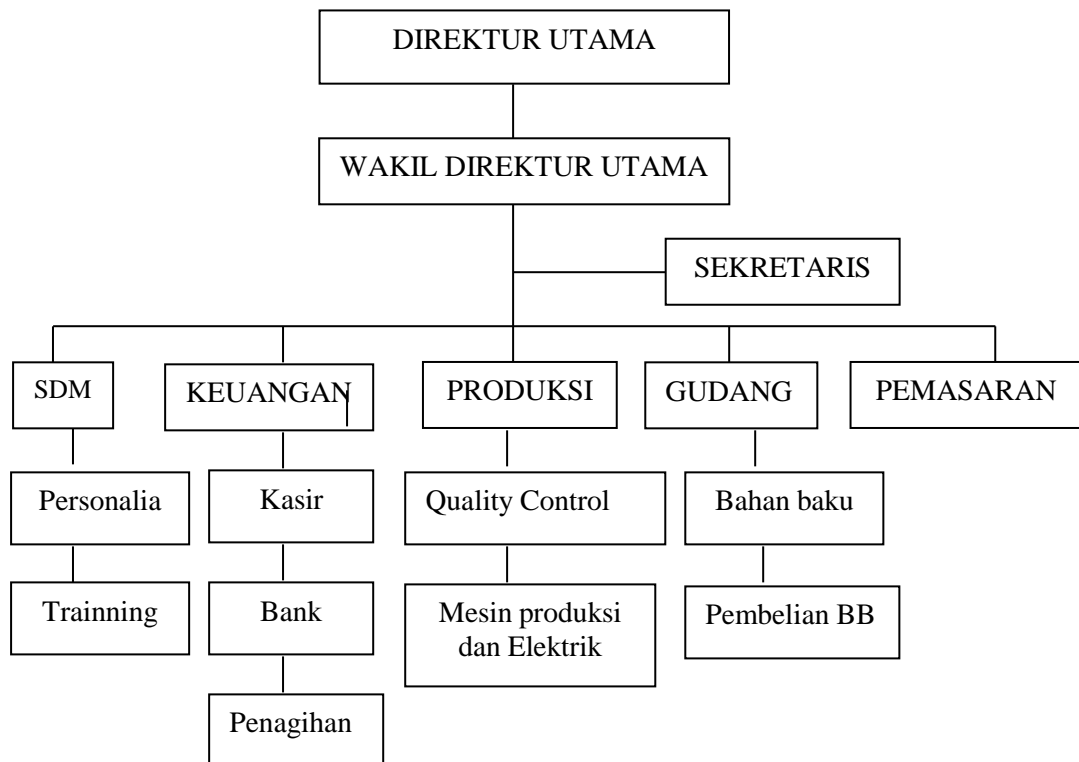 DIREKTUR UTAMA
WAKIL DIREKTUR UTAMA
SEKRETARIS
SDM
KEUANGAN
PRODUKSI
GUDANG
PEMASARAN
Personalia
Kasir
Quality Control
Bahan baku
Trainning
Bank
Mesin produksi
dan Elektrik
Pembelian BB
Penagihan